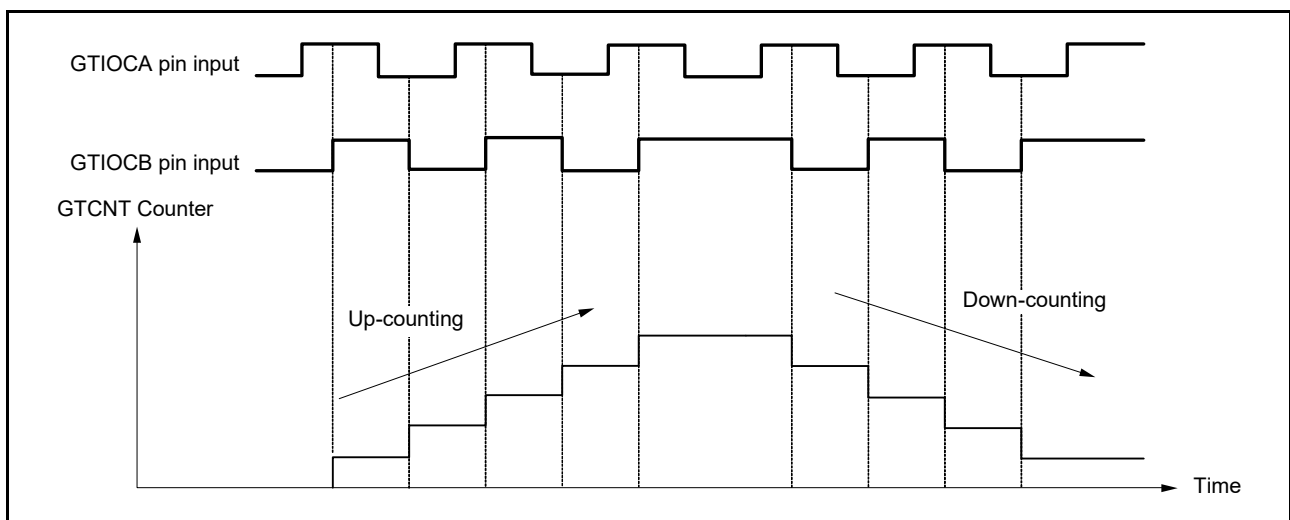 GTIOCA pin input
GTIOCB pin input
GTCNT Counter
Up-counting
Down-counting
Time